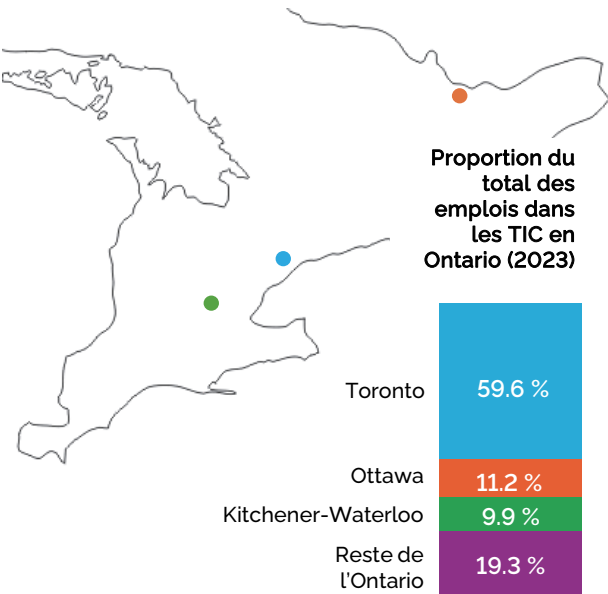 Proportion du
total des
emplois dans
les TIC en
Ontario (2023)
Toronto
59.6 %
Ottawa
11.2 %
Kitchener-Waterloo
9.9 %
Reste de
l’Ontario
19.3 %